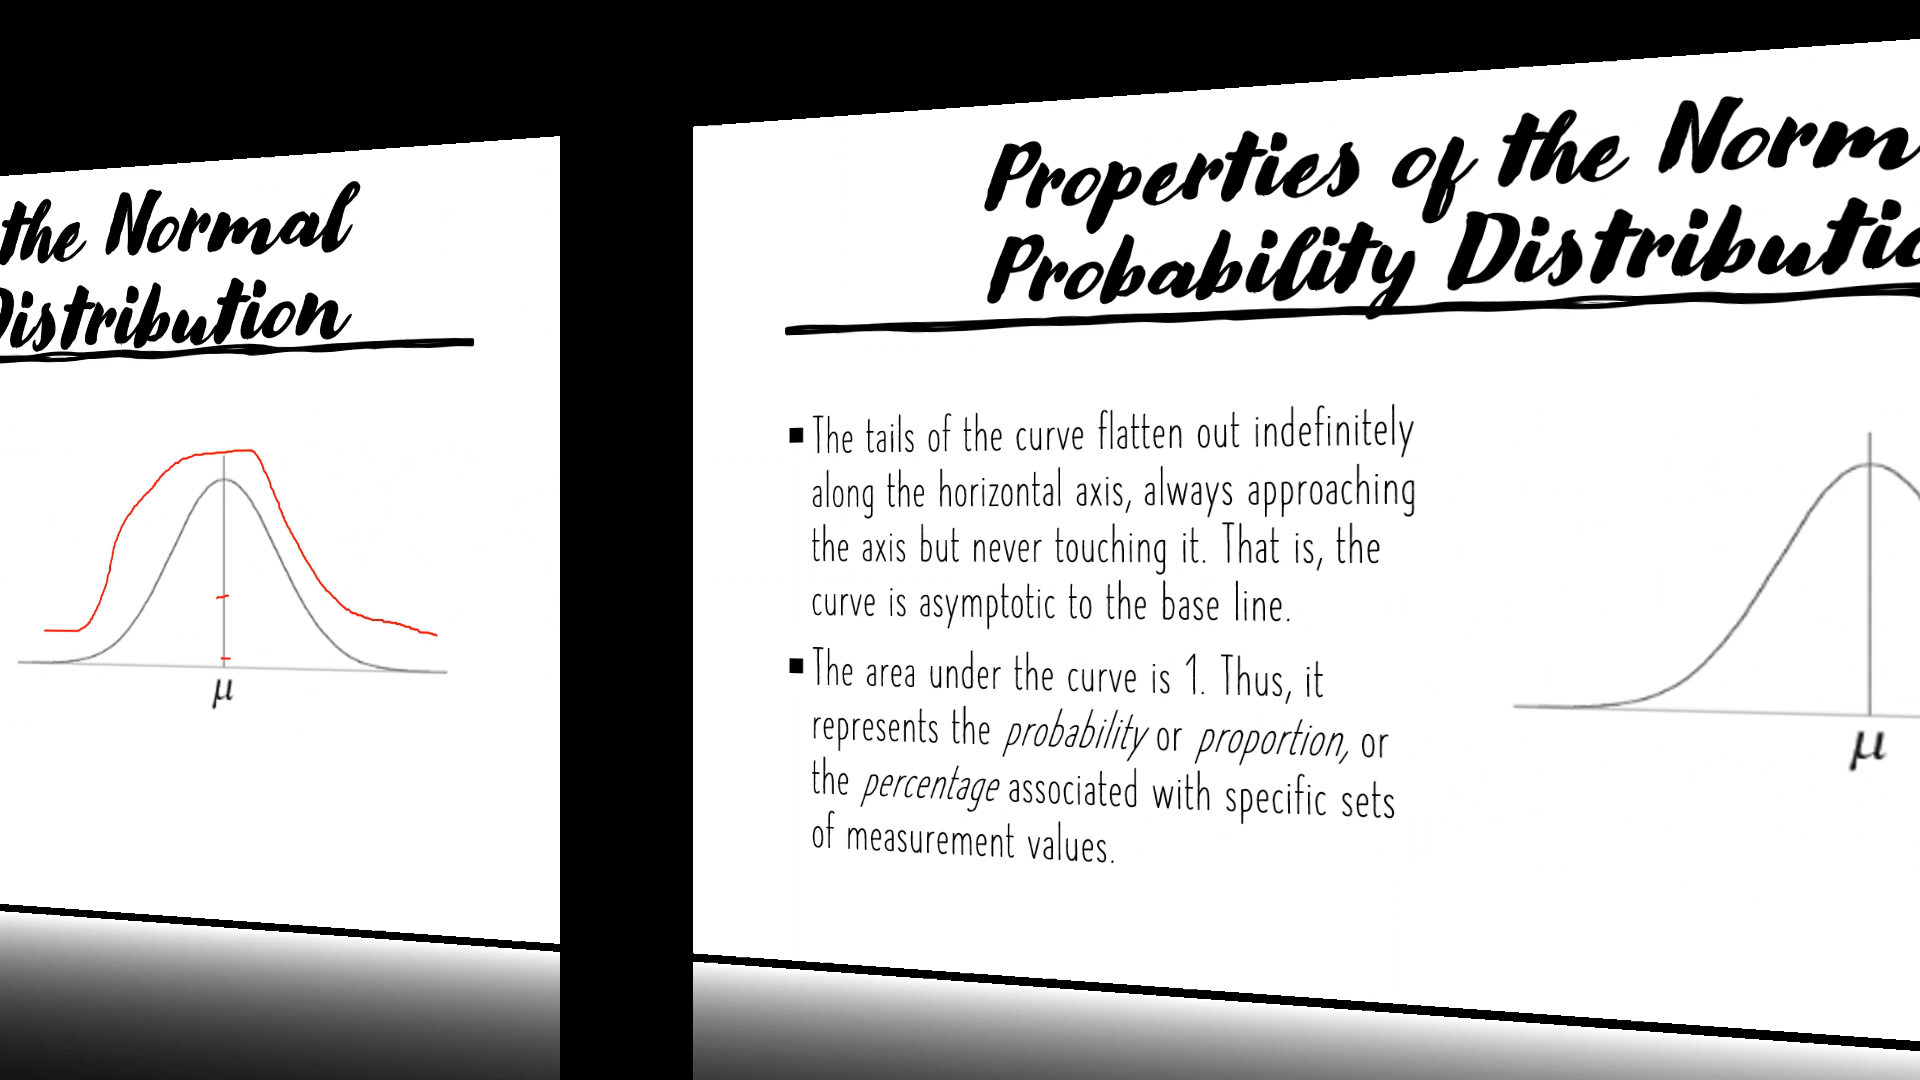 the Normal
Distribution
μ
Properties of the Norm
Probability Distributio
▪ The tails of the curve flatten out indefinitely
along the horizontal axis, always approaching
the axis but never touching it. That is, the
curve is asymptotic to the base line.
▪ The area under the curve is 1. Thus, it
represents the probability or proportion, or
the percentage associated with specific sets
of measurement values.
μ